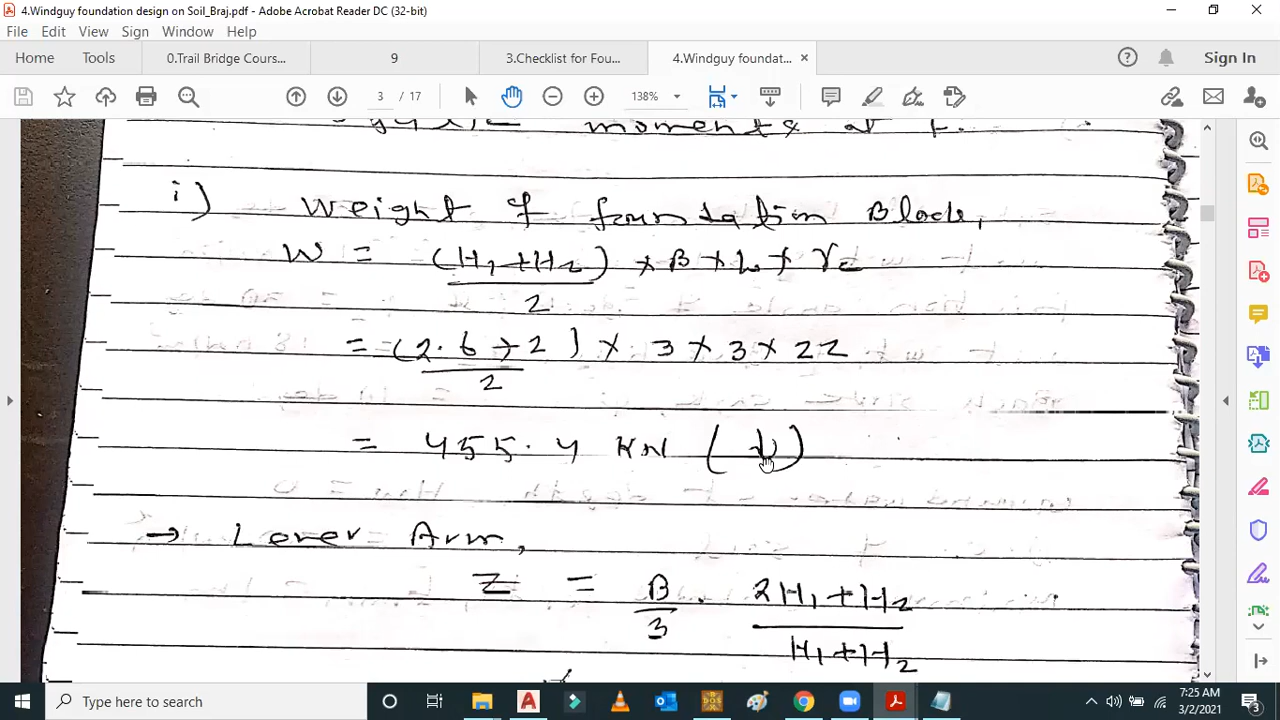 4.Windguy foundation design on Soil_Braj.pdf - Adobe Acrobat Reader DC (32-bit)
File Edit View Sign Window Help
Home Tools 0.Trail Bridge Cours... 9 3.Checklist for Fou... 4.Windguy foundat... × Sign In
3 / 17 138%
moments at F.
i) Weight of foundation Block,
W = (H1+H2)/2 × B × L × γc
= (2.6+2)/2 × 3 × 3 × 22
= 455.4 KN (↓)
→ Lever Arm,
Z = B/3 . 2H1+H2/H1+H2
Type here to search
7:25 AM
3/2/2021
3